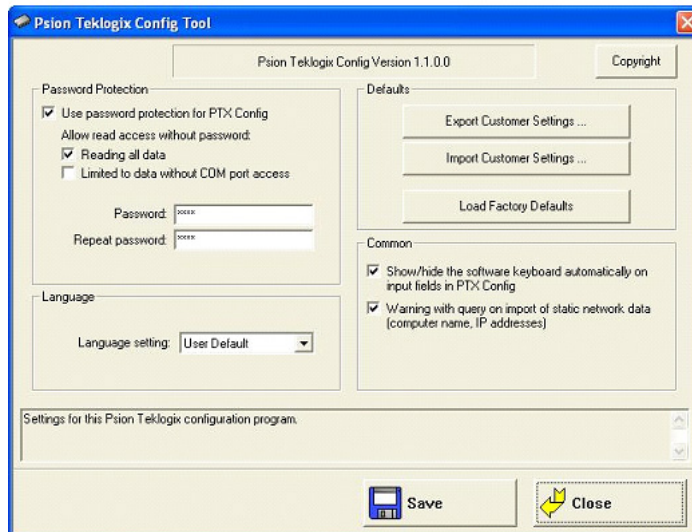 Psion Teklogix Config Tool
Psion Teklogix Config Version 1.1.0.0
Copyright
Password Protection
Use password protection for PTX Config
Allow read access without password:
Reading all data
Limited to data without COM port access
Password:
****
Repeat password:
****
Language
Language setting:
User Default
Defaults
Export Customer Settings ...
Import Customer Settings ...
Load Factory Defaults
Common
Show/hide the software keyboard automatically on
input fields in PTX Config
Warning with query on import of static network data
(computer name, IP addresses)
Settings for this Psion Teklogix configuration program.
Save
Close